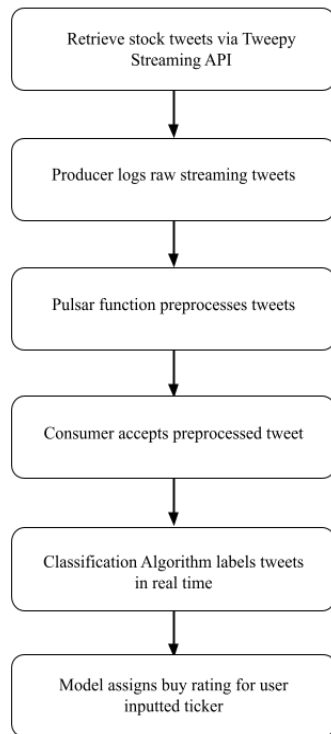 Retrieve stock tweets via Tweepy
Streaming API
Producer logs raw streaming tweets
Pulsar function preprocesses tweets
Consumer accepts preprocessed tweet
Classification Algorithm labels tweets
in real time
Model assigns buy rating for user
inputted ticker